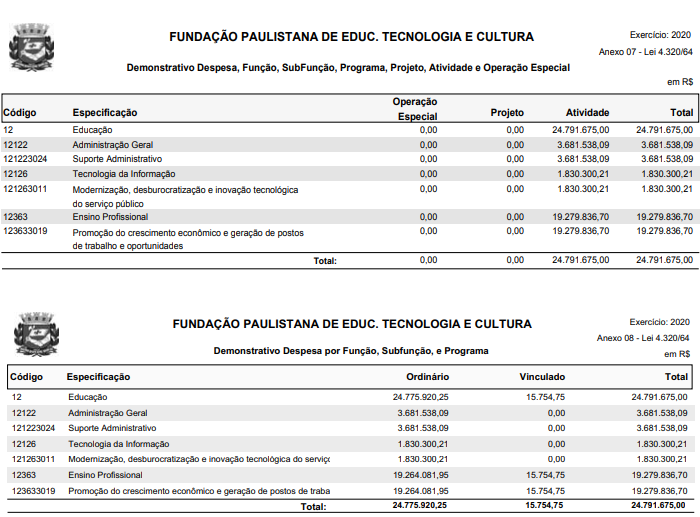 FUNDAÇÃO PAULISTANA DE EDUC. TECNOLOGIA E CULTURA
Exercício: 2020
Anexo 07 - Lei 4.320/64
Demonstrativo Despesa, Função, SubFunção, Programa, Projeto, Atividade e Operação Especial
em R$
Código Especificação Operação Especial Projeto Atividade Total
12 Educação 0,00 0,00 24.791.675,00 24.791.675,00
12122 Administração Geral 0,00 0,00 3.681.538,09 3.681.538,09
121223024 Suporte Administrativo 0,00 0,00 3.681.538,09 3.681.538,09
12126 Tecnologia da Informação 0,00 0,00 1.830.300,21 1.830.300,21
121263011 Modernização, desburocratização e inovação tecnológica 0,00 0,00 1.830.300,21 1.830.300,21
do serviço público
12363 Ensino Profissional 0,00 0,00 19.279.836,70 19.279.836,70
123633019 Promoção do crescimento econômico e geração de postos 0,00 0,00 19.279.836,70 19.279.836,70
de trabalho e oportunidades
Total: 0,00 0,00 24.791.675,00 24.791.675,00
FUNDAÇÃO PAULISTANA DE EDUC. TECNOLOGIA E CULTURA
Exercício: 2020
Anexo 08 - Lei 4.320/64
Demonstrativo Despesa por Função, Subfunção, e Programa
em R$
Código Especificação Ordinário Vinculado Total
12 Educação 24.775.920,25 15.754,75 24.791.675,00
12122 Administração Geral 3.681.538,09 0,00 3.681.538,09
121223024 Suporte Administrativo 3.681.538,09 0,00 3.681.538,09
12126 Tecnologia da Informação 1.830.300,21 0,00 1.830.300,21
121263011 Modernização, desburocratização e inovação tecnológica do serviço 1.830.300,21 0,00 1.830.300,21
12363 Ensino Profissional 19.264.081,95 15.754,75 19.279.836,70
123633019 Promoção do crescimento econômico e geração de postos de traba 19.264.081,95 15.754,75 19.279.836,70
Total: 24.775.920,25 15.754,75 24.791.675,00